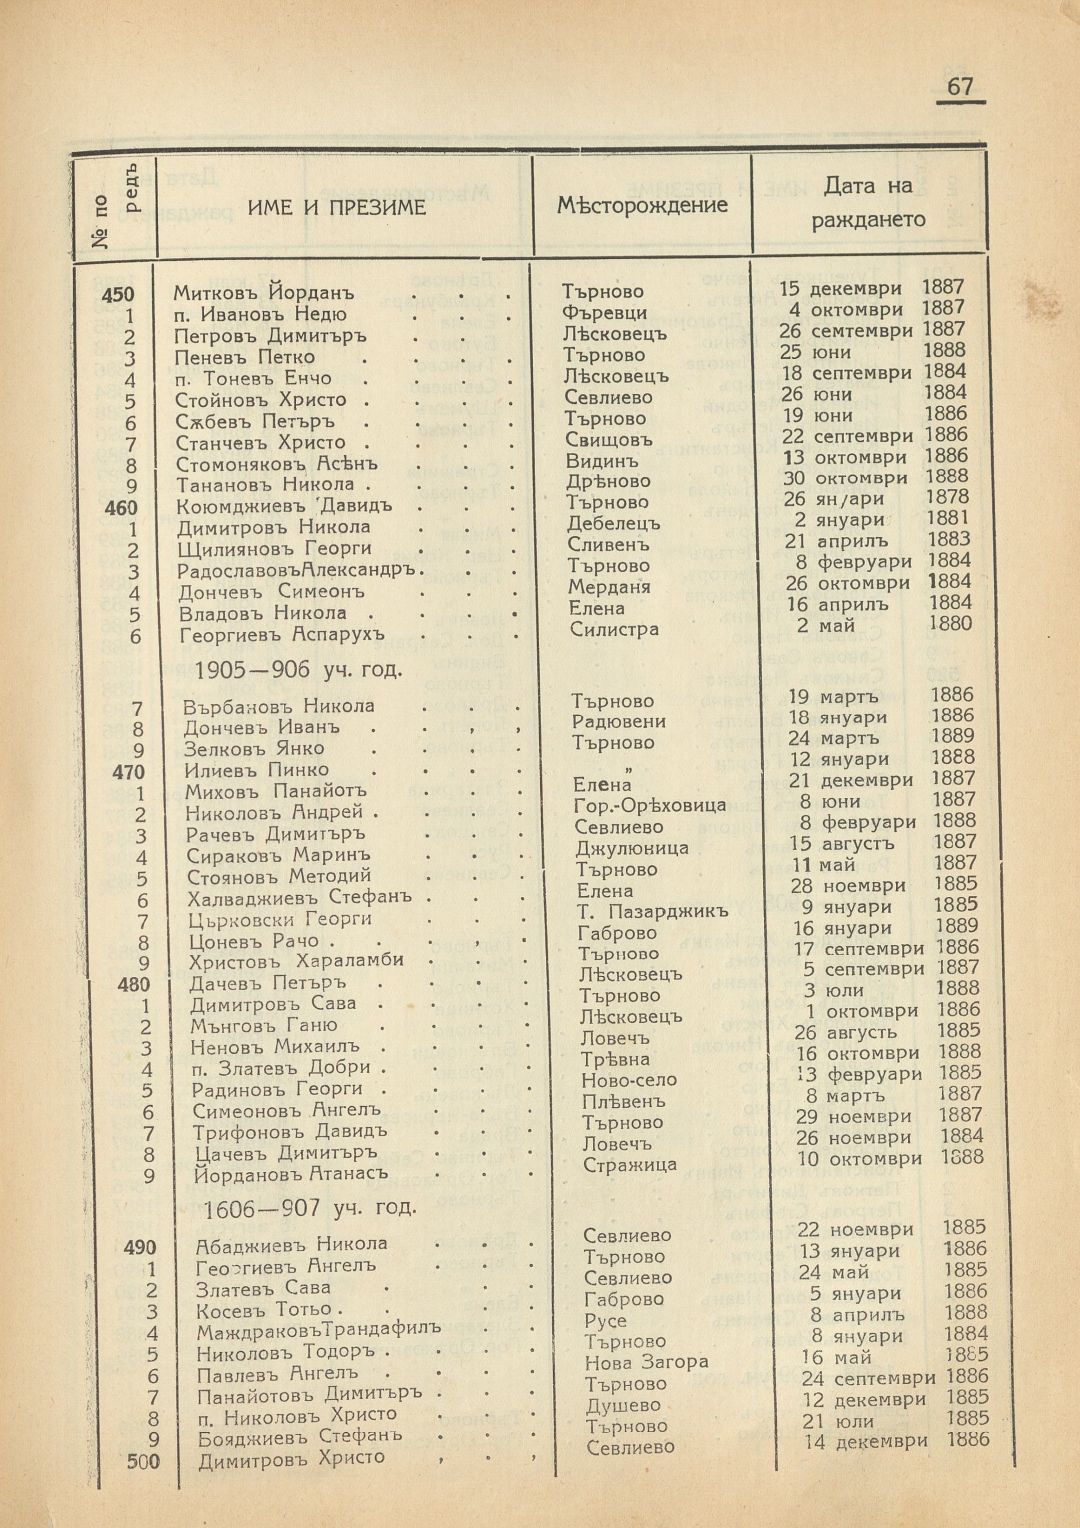 67
№ по редъ ИМЕ И ПРЕЗИМЕ Мѣсторождение Дата на раждането
450 Митковъ Йорданъ . . . Търново 15 декември 1887
1 п. Ивановъ Недю . . . Фъревци 4 октомври 1887
2 Петровъ Димитъръ . . Лѣсковецъ 26 семтември 1887
3 Пеневъ Петко . . . . Търново 25 юни 1888
4 п. Тоневъ Енчо . . . . Лѣсковецъ 18 септември 1884
5 Стойновъ Христо . . . . Севлиево 26 юни 1884
6 Сѫбевъ Петъръ . . . . Търново 19 юни 1886
7 Станчевъ Христо . . . . Свищовъ 22 септември 1886
8 Стомоняковъ Асѣнъ . . . Видинъ 13 октомври 1886
9 Танановъ Никола . . . . Дрѣново 30 октомври 1888
460 Коюмджиевъ Давидъ . . . Търново 26 ян/ари 1878
1 Димитровъ Никола . . . Дебелецъ 2 януари 1881
2 Щилияновъ Георги . . . Сливенъ 21 априлъ 1883
3 РадославовъАлександръ . . . Търново 8 февруари 1884
4 Дончевъ Симеонъ . . . Мерданя 26 октомври 1884
5 Владовъ Никола . . . . Елена 16 априлъ 1884
6 Георгиевъ Аспарухъ . . . Силистра 2 май 1880
1905—906 уч. год.
7 Върбановъ Никола . . . Търново 19 мартъ 1886
8 Дончевъ Иванъ . . , , Радювени 18 януари 1886
9 Зелковъ Янко . . . . Търново 24 мартъ 1889
470 Илиевъ Пинко . . . . „ 12 януари 1888
1 Миховъ Панайотъ . . . Елена 21 декември 1887
2 Николовъ Андрей . . . . Гор.-Орѣховица 8 юни 1887
3 Рачевъ Димитъръ . . . Севлиево 8 февруари 1888
4 Сираковъ Маринъ . . . Джулюница 15 августъ 1887
5 Стояновъ Методий . . . Търново 11 май 1887
6 Халваджиевъ Стефанъ . . . Елена 28 ноември 1885
7 Църковски Георги . . . Т. Пазарджикъ 9 януари 1885
8 Цоневъ Рачо . . . , . Габрово 16 януари 1889
9 Христовъ Хараламби . . . Търново 17 септември 1886
480 Дачевъ Петъръ . . . . Лѣсковецъ 5 септември 1887
1 Димитровъ Сава . . . . Търново 3 юли 1888
2 Мънговъ Ганю . . . . Лѣсковецъ 1 октомври 1886
3 Неновъ Михаилъ . . . . Ловечъ 26 августь 1885
4 п. Златевъ Добри . . . . Трѣвна 16 октомври 1888
5 Радиновъ Георги . . . . Ново-село 13 февруари 1885
6 Симеоновъ Ангелъ . . . Плѣвенъ 8 мартъ 1887
7 Трифоновъ Давидъ . . . Търново 29 ноември 1887
8 Цачевъ Димитъръ . . . Ловечъ 26 ноември 1884
9 Йордановъ Атанасъ . . . Стражица 10 октомври 1888
1606—907 уч. год.
490 Абаджиевъ Никола . . . Севлиево 22 ноември 1885
1 Георгиевъ Ангелъ . . . Търново 13 януари 1886
2 Златевъ Сава . . . Севлиево 24 май 1885
3 Косевъ Тотьо . . . . Габрово 5 януари 1886
4 МаждраковъТрандафилъ . . Русе 8 априлъ 1888
5 Николовъ Тодоръ . . . . Търново 8 януари 1884
6 Павлевъ Ангелъ . . . . Нова Загора 16 май 1885
7 Панайотовъ Димитъръ . . . Търново 24 септември 1886
8 п. Николовъ Христо . . . Душево 12 декември 1885
9 Бояджиевъ Стефанъ . . . Търново 21 юли 1885
500 Димитровъ Христо , . , Севлиево 14 декември 1886